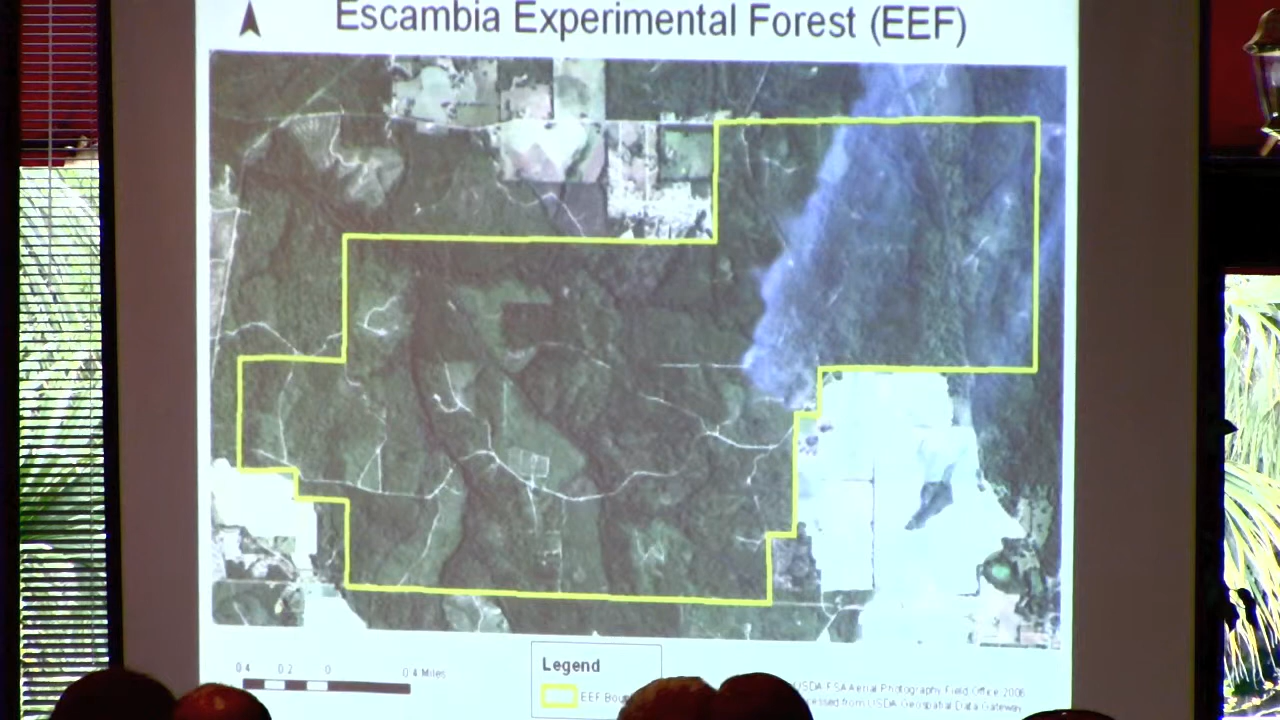 Escambia Experimental Forest (EEF)
0.4 0.2 0 0.4 Miles
Legend
EEF
USDA FSA Aerial Photography Field Office 2006
from USDA Geospatial Data Gateway